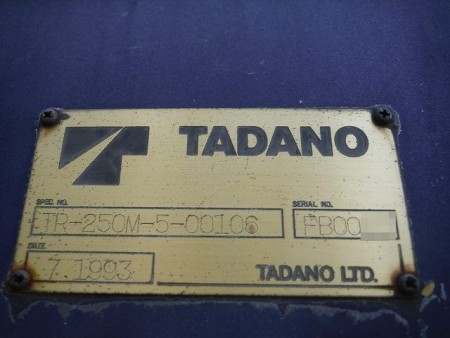 TADANO
SPEC. NO.
TR-250M-5-00106
SERIAL NO.
FB00
DATE
7.1993
TADANO LTD.